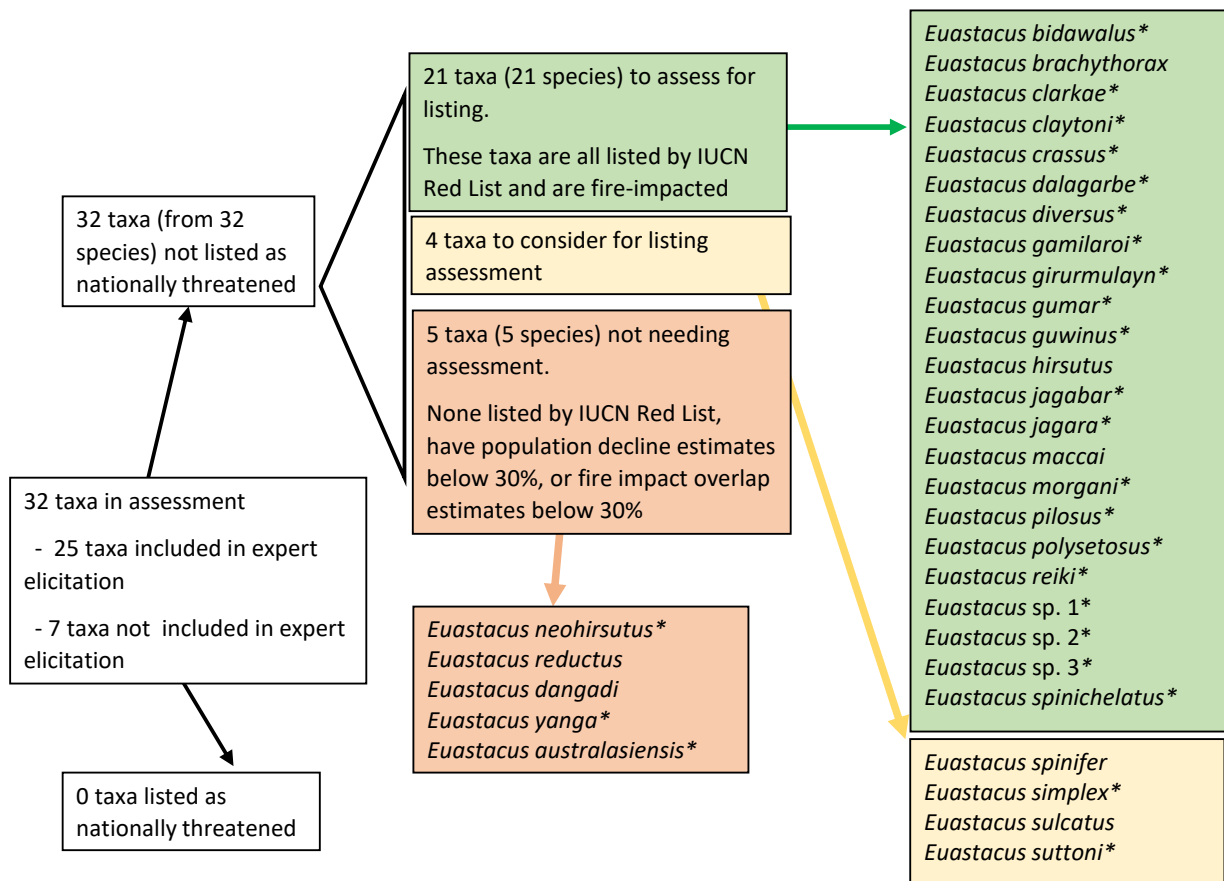 32 taxa in assessment
- 25 taxa included in expert
elicitation
- 7 taxa not included in expert
elicitation
32 taxa (from 32
species) not listed as
nationally threatened
0 taxa listed as
nationally threatened
21 taxa (21 species) to assess for
listing.
These taxa are all listed by IUCN
Red List and are fire-impacted
4 taxa to consider for listing
assessment
5 taxa (5 species) not needing
assessment.
None listed by IUCN Red List,
have population decline estimates
below 30%, or fire impact overlap
estimates below 30%
Euastacus neohirsutus*
Euastacus reductus
Euastacus dangadi
Euastacus yanga*
Euastacus australasiensis*
Euastacus bidawalus*
Euastacus brachythorax
Euastacus clarkae*
Euastacus claytoni*
Euastacus crassus*
Euastacus dalagarbe*
Euastacus diversus*
Euastacus gamilaroi*
Euastacus girurmulayn*
Euastacus gumar*
Euastacus guwinus*
Euastacus hirsutus
Euastacus jagabar*
Euastacus jagara*
Euastacus maccai
Euastacus morgani*
Euastacus pilosus*
Euastacus polysetosus*
Euastacus reiki*
Euastacus sp. 1*
Euastacus sp. 2*
Euastacus sp. 3*
Euastacus spinichelatus*
Euastacus spinifer
Euastacus simplex*
Euastacus sulcatus
Euastacus suttoni*